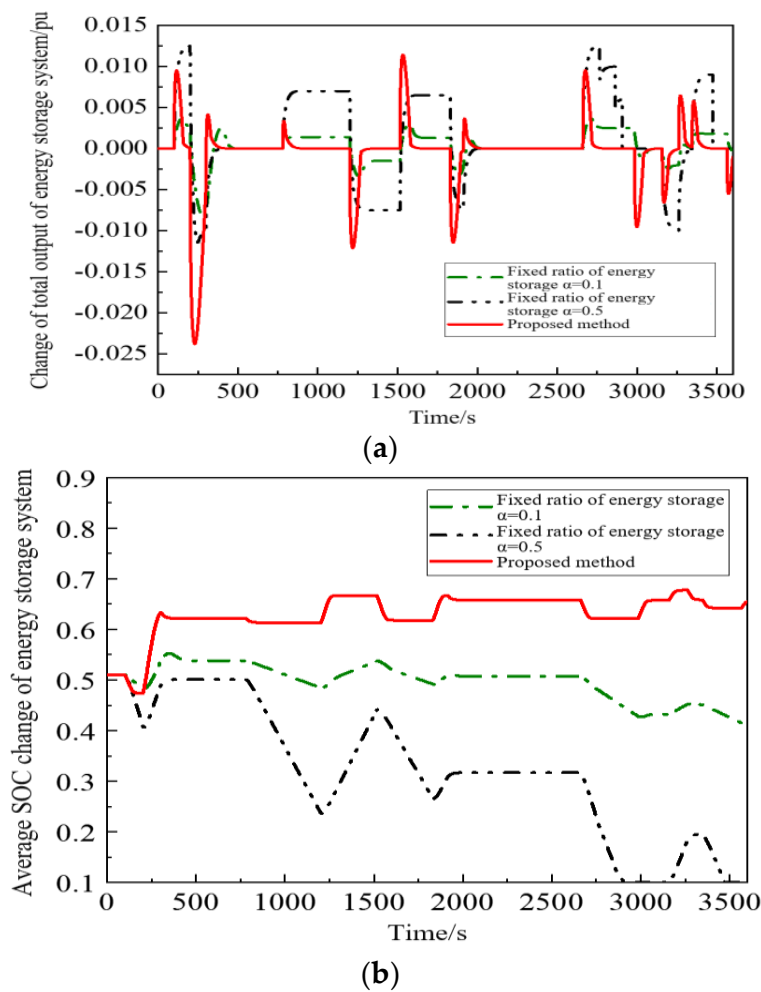 Change of total output of energy storage system/pu
0.015
0.010
0.005
0.000
-0.005
-0.010
-0.015
-0.020
-0.025
Fixed ratio of energy
storage α=0.1
Fixed ratio of energy
storage α=0.5
Proposed method
0 500 1000 1500 2000 2500 3000 3500
Time/s
(a)
Average SOC change of energy storage system
0.9
0.8
0.7
0.6
0.5
0.4
0.3
0.2
0.1
Fixed ratio of energy storage
α=0.1
Fixed ratio of energy storage
α=0.5
Proposed method
0 500 1000 1500 2000 2500 3000 3500
Time/s
(b)